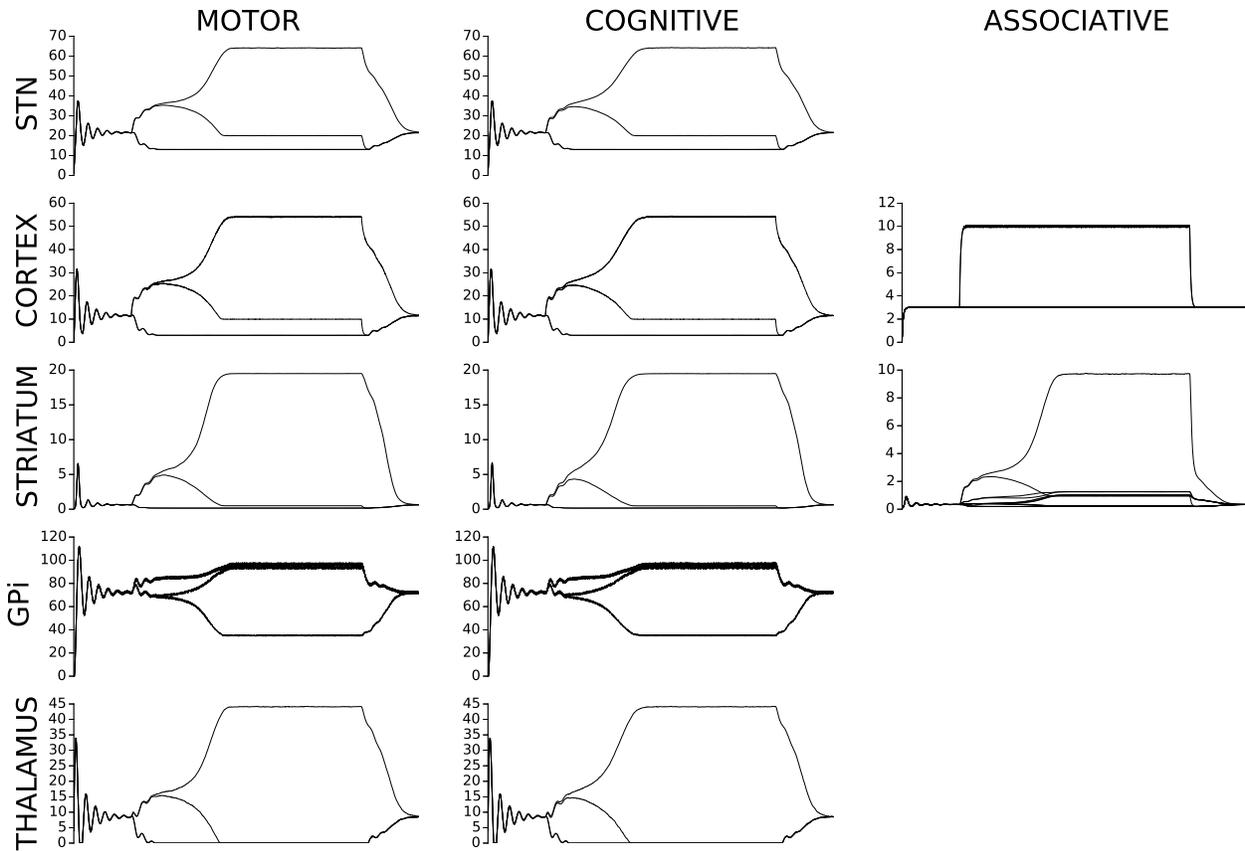 MOTOR COGNITIVE ASSOCIATIVE
STN
70 70
60 60
50 50
40 40
30 30
20 20
10 10
0 0
CORTEX
60 60 12
50 50 10
40 40 8
30 30 6
20 20 4
10 10 2
0 0 0
STRIATUM
20 20 10
15 15 8
10 10 6
5 5 4
0 0 2
0
GPi
120 120
100 100
80 80
60 60
40 40
20 20
0 0
THALAMUS
45 45
40 40
35 35
30 30
25 25
20 20
15 15
10 10
5 5
0 0